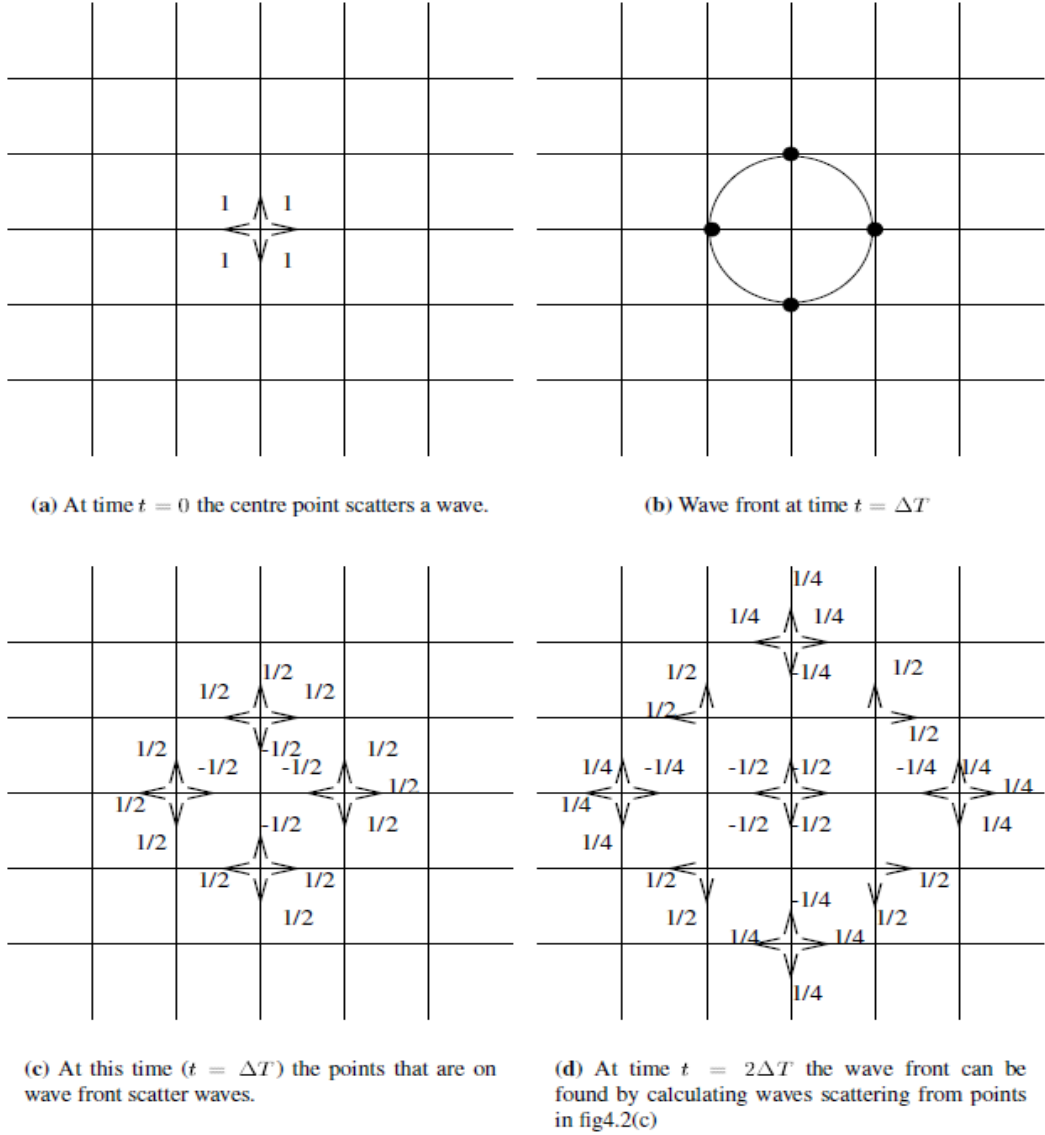 1 1
1 1
(a) At time t = 0 the centre point scatters a wave.
(b) Wave front at time t = ΔT
1/2
1/2 1/2
1/2 -1/2 1/2
-1/2 -1/2
1/2 1/2
-1/2
1/2 1/2
1/2 1/2
1/2
1/4
1/4 1/4
1/2 -1/4 1/2
1/2 1/2
1/4 -1/4 -1/2 -1/2 -1/4 1/4
1/4 1/4
1/4 -1/2 -1/2 1/4
1/2 -1/4 1/2
1/2 1/2
1/4 1/4
1/4
(c) At this time (t = ΔT) the points that are on
wave front scatter waves.
(d) At time t = 2ΔT the wave front can be
found by calculating waves scattering from points
in fig4.2(c)